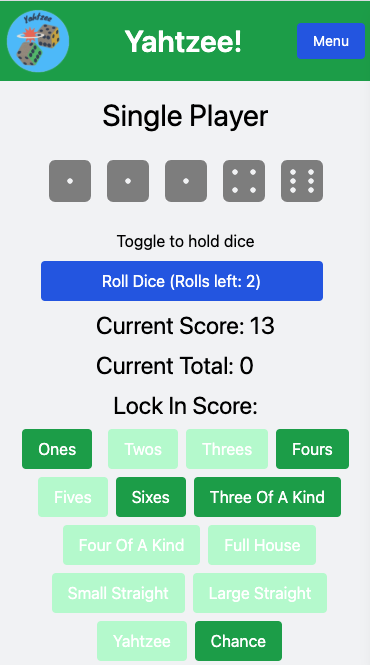 Yahtzee
Yahtzee!
Menu
Single Player
Toggle to hold dice
Roll Dice (Rolls left: 2)
Current Score: 13
Current Total: 0
Lock In Score:
Ones Twos Threes Fours
Fives Sixes Three Of A Kind
Four Of A Kind Full House
Small Straight Large Straight
Yahtzee Chance